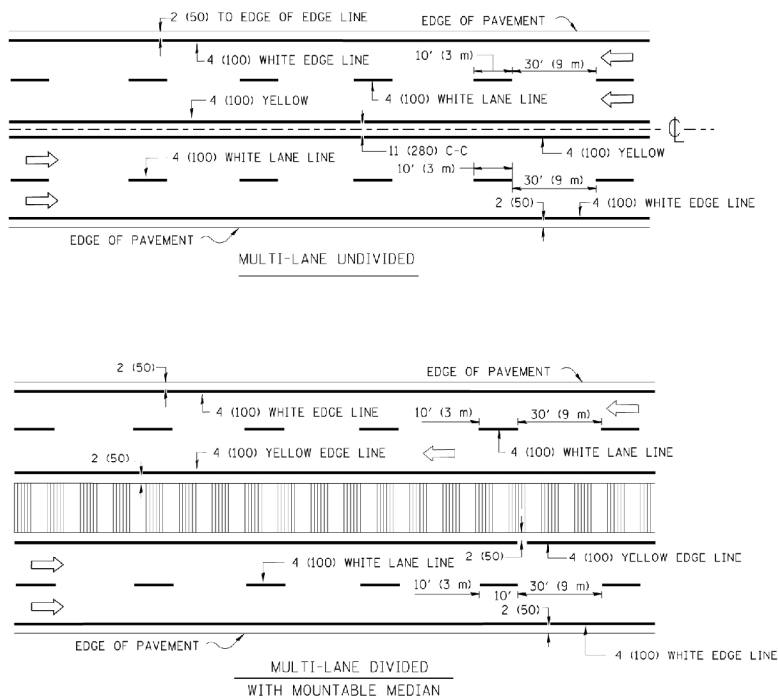 2 (50) TO EDGE OF EDGE LINE
EDGE OF PAVEMENT
4 (100) WHITE EDGE LINE
10' (3 m)
30' (9 m)
4 (100) YELLOW
4 (100) WHITE LANE LINE
CL
11 (280) C-C
4 (100) YELLOW
4 (100) WHITE LANE LINE
10' (3 m)
30' (9 m)
2 (50)
4 (100) WHITE EDGE LINE
EDGE OF PAVEMENT
MULTI-LANE UNDIVIDED
2 (50)
EDGE OF PAVEMENT
4 (100) WHITE EDGE LINE
10' (3 m)
30' (9 m)
2 (50)
4 (100) YELLOW EDGE LINE
4 (100) WHITE LANE LINE
4 (100) WHITE LANE LINE
2 (50)
4 (100) YELLOW EDGE LINE
10' (3 m)
30' (9 m)
10'
2 (50)
EDGE OF PAVEMENT
4 (100) WHITE EDGE LINE
MULTI-LANE DIVIDED
WITH MOUNTABLE MEDIAN